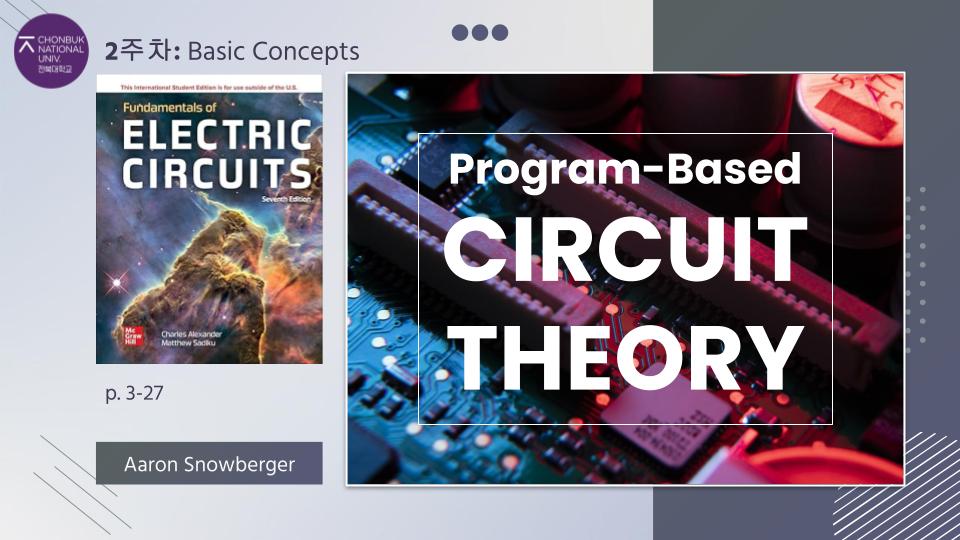 CHONBUK
NATIONAL
UNIV.
전북대학교
2주차: Basic Concepts
This International Student Edition is for use outside of the U.S.
Fundamentals of
ELECTRIC
CIRCUITS
Seventh Edition
Mc
Graw
Hill
Charles Alexander
Matthew Sadiku
p. 3-27
Aaron Snowberger
Program-Based
CIRCUIT
THEORY